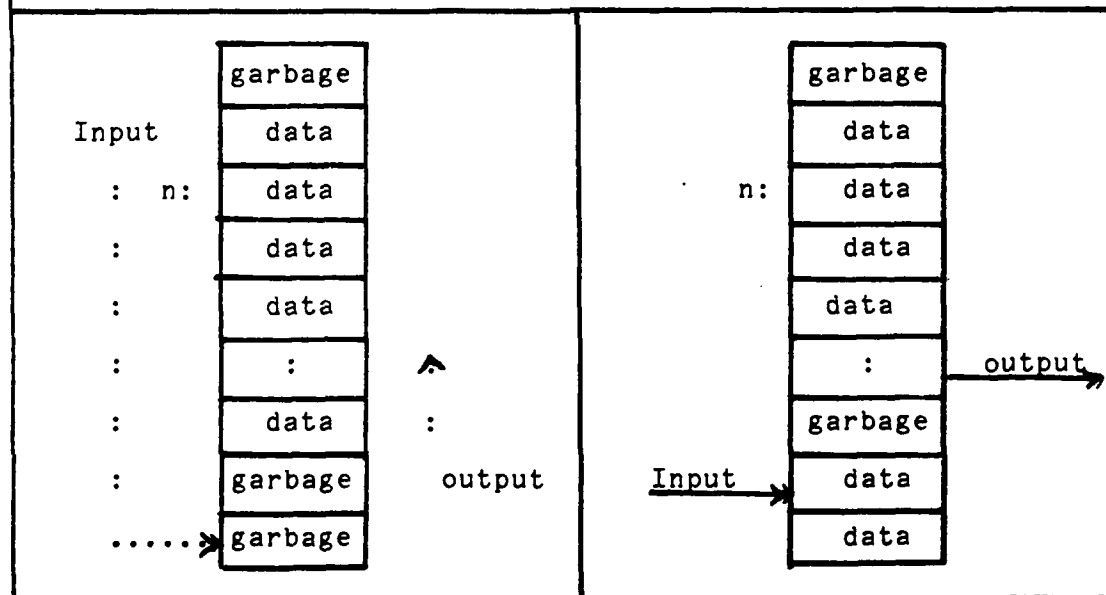 garbage
Input data
: n: data
: data
: data
: :
: data :
: garbage output
..... garbage
garbage
data
n: data
data
data
: output
garbage
Input data
data